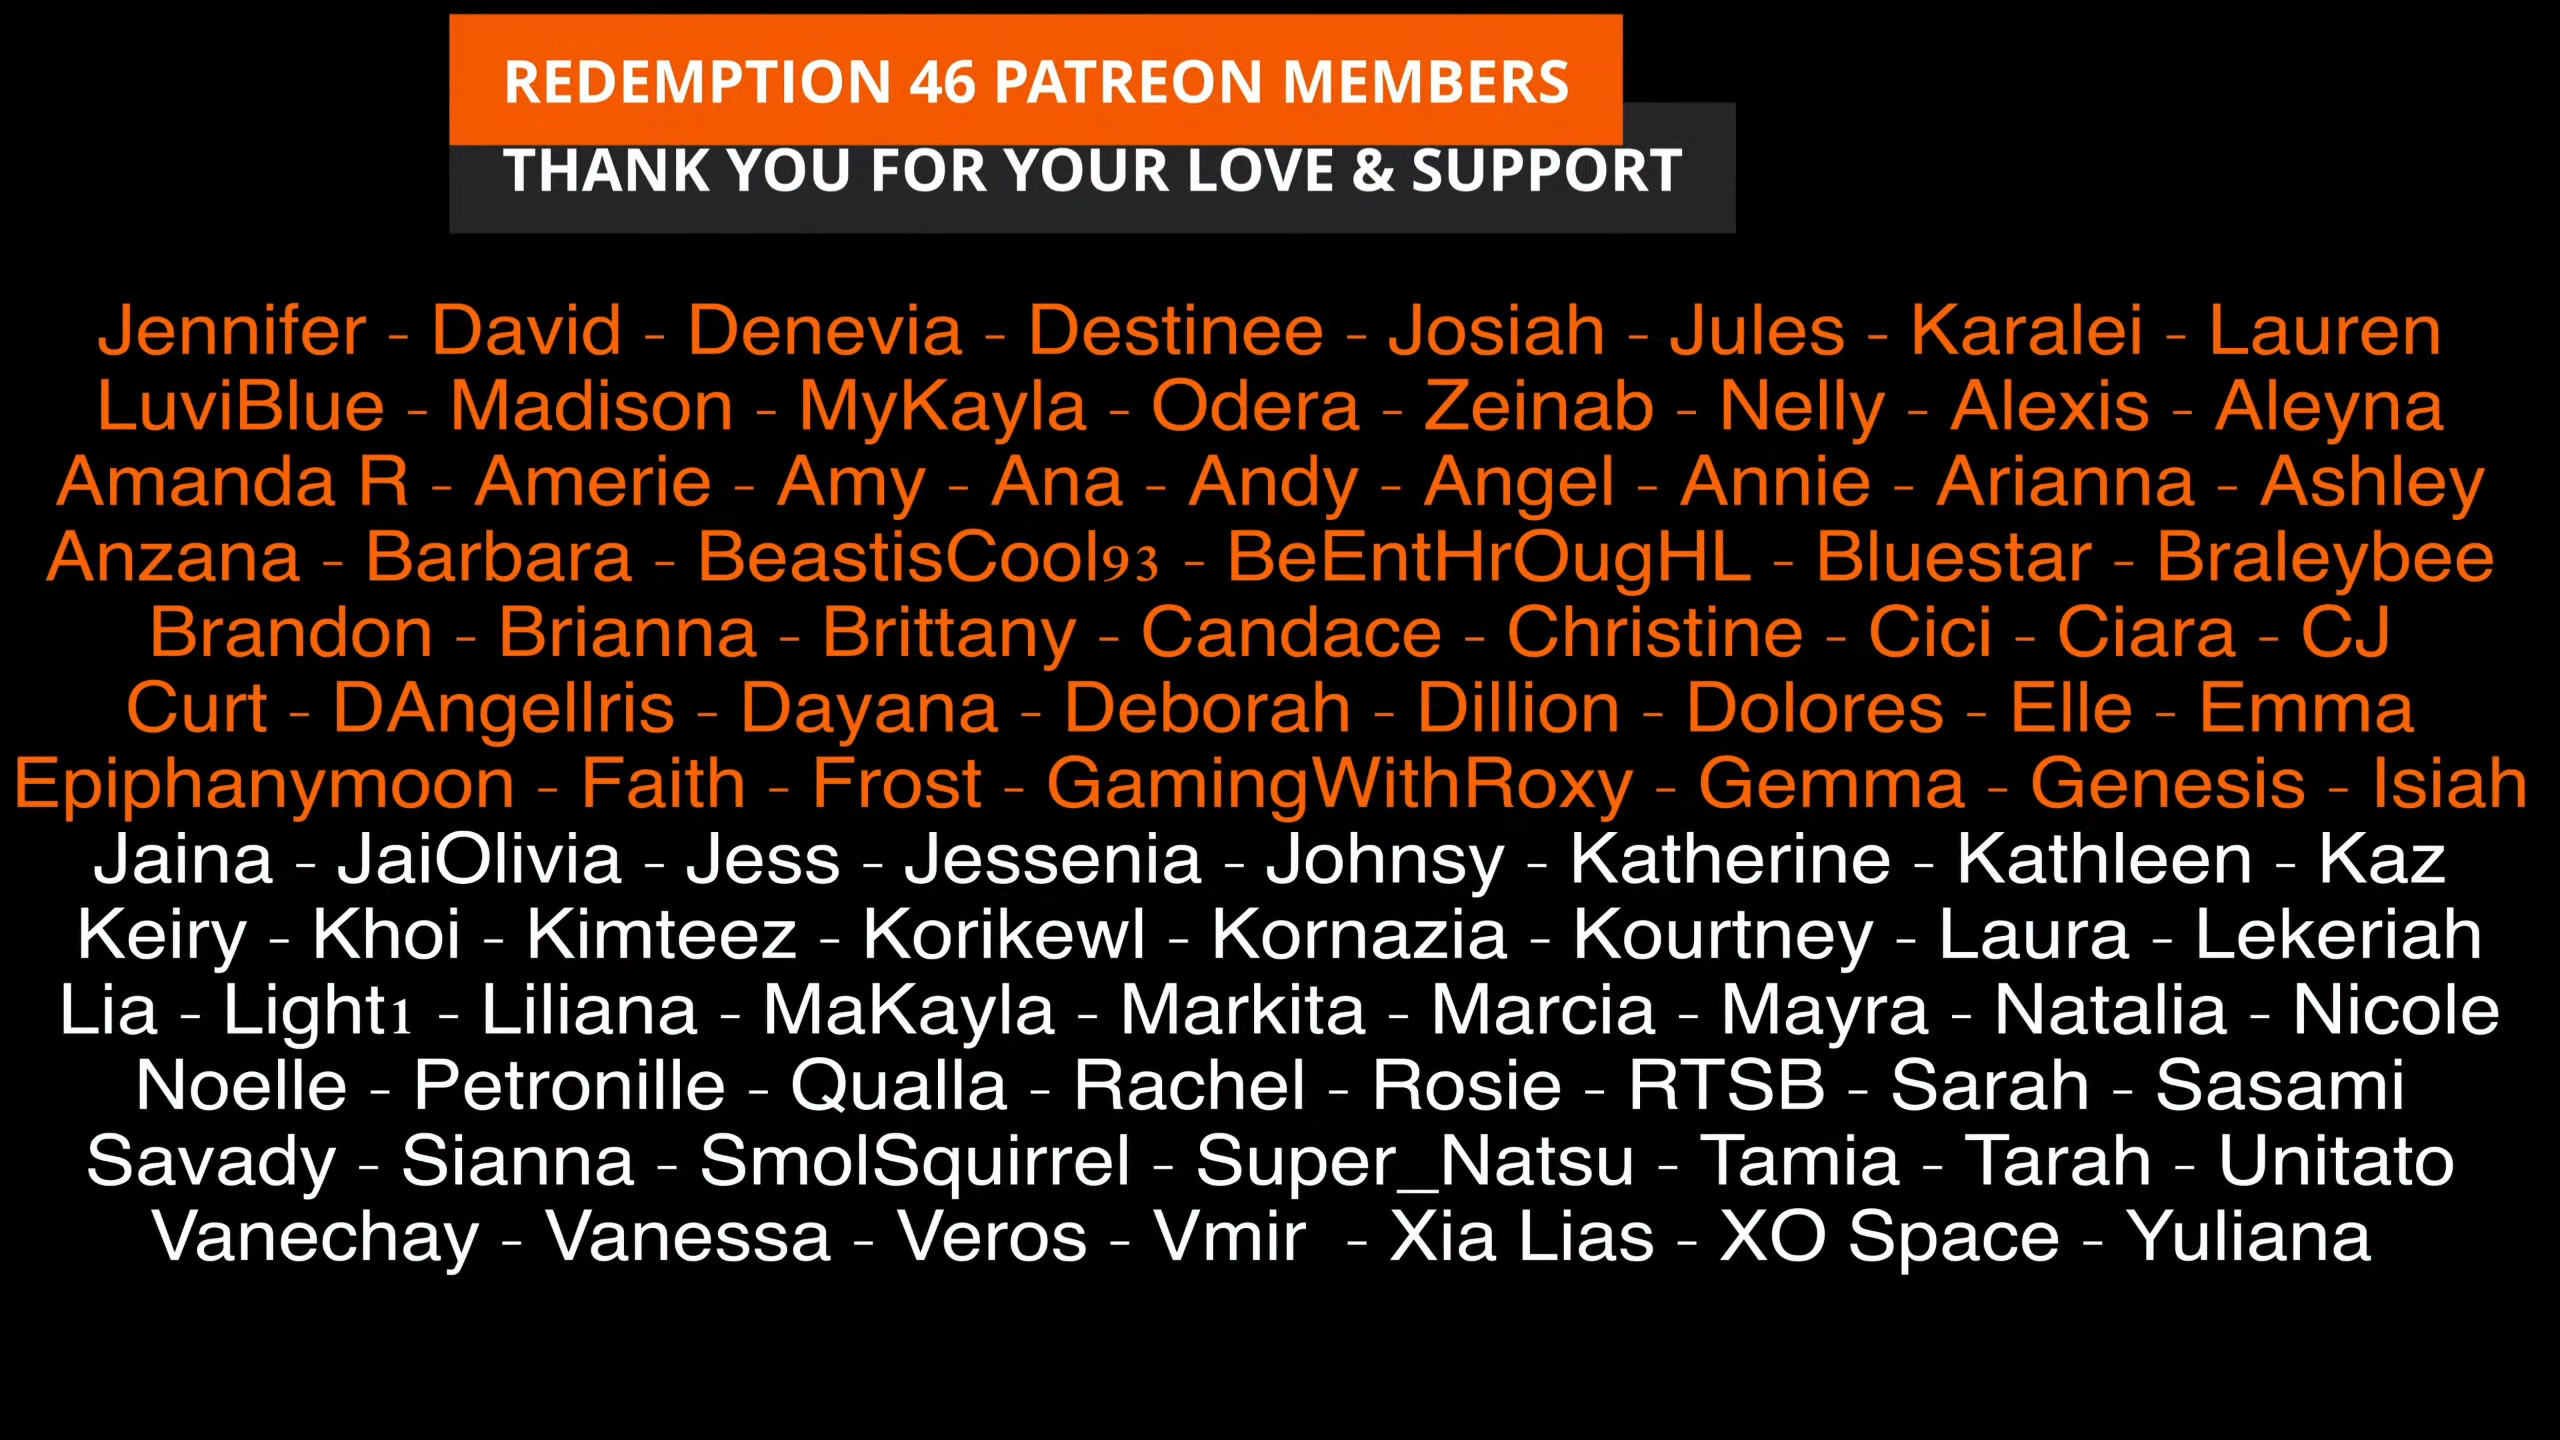 REDEMPTION 46 PATREON MEMBERS
THANK YOU FOR YOUR LOVE & SUPPORT
Jennifer - David - Denevia - Destinee - Josiah - Jules - Karalei - Lauren
LuviBlue - Madison - MyKayla - Odera - Zeinab - Nelly - Alexis - Aleyna
Amanda R - Amerie - Amy - Ana - Andy - Angel - Annie - Arianna - Ashley
Anzana - Barbara - BeastisCool93 - BeEntHrOugHL - Bluestar - Braleybee
Brandon - Brianna - Brittany - Candace - Christine - Cici - Ciara - CJ
Curt - DAngelIris - Dayana - Deborah - Dillion - Dolores - Elle - Emma
Epiphanymoon - Faith - Frost - GamingWithRoxy - Gemma - Genesis - Isiah
Jaina - JaiOlivia - Jess - Jessenia - Johnsy - Katherine - Kathleen - Kaz
Keiry - Khoi - Kimteez - Korikewl - Kornazia - Kourtney - Laura - Lekeriah
Lia - Light1 - Liliana - MaKayla - Markita - Marcia - Mayra - Natalia - Nicole
Noelle - Petronille - Qualla - Rachel - Rosie - RTSB - Sarah - Sasami
Savady - Sianna - SmolSquirrel - Super_Natsu - Tamia - Tarah - Unitato
Vanechay - Vanessa - Veros - Vmir  - Xia Lias - XO Space - Yuliana